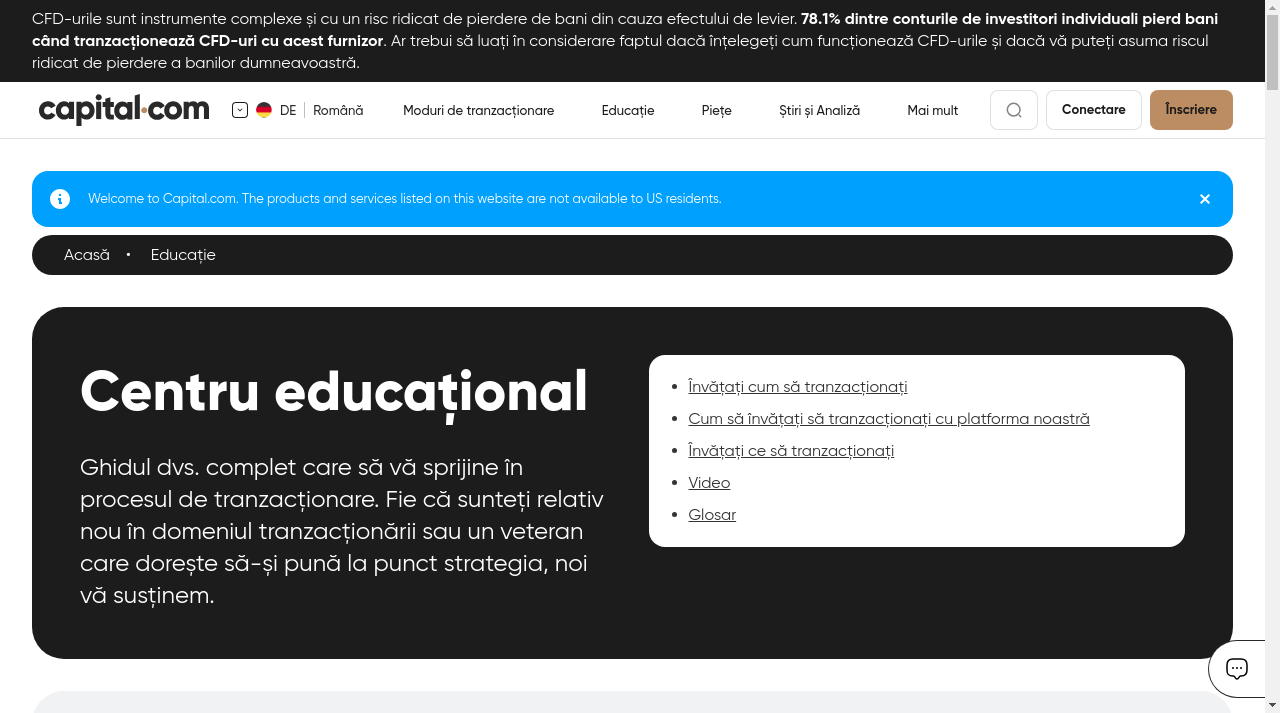 CFD-urile sunt instrumente complexe și cu un risc ridicat de pierdere de bani din cauza efectului de levier. 78.1% dintre conturile de investitori individuali pierd bani
când tranzacționează CFD-uri cu acest furnizor. Ar trebui să luați în considerare faptul dacă înțelegeți cum funcționează CFD-urile și dacă vă puteți asuma riscul
ridicat de pierdere a banilor dumneavoastră.
capital.com DE Română Moduri de tranzacționare Educație Piețe Știri și Analiză Mai mult Conectare Înscriere
Welcome to Capital.com. The products and services listed on this website are not available to US residents.
Acasă • Educație
Centru educațional
Ghidul dvs. complet care să vă sprijine în
procesul de tranzacționare. Fie că sunteți relativ
nou în domeniul tranzacționării sau un veteran
care dorește să-și pună la punct strategia, noi
vă susținem.
• Învățați cum să tranzacționați
• Cum să învățați să tranzacționați cu platforma noastră
• Învățați ce să tranzacționați
• Video
• Glosar